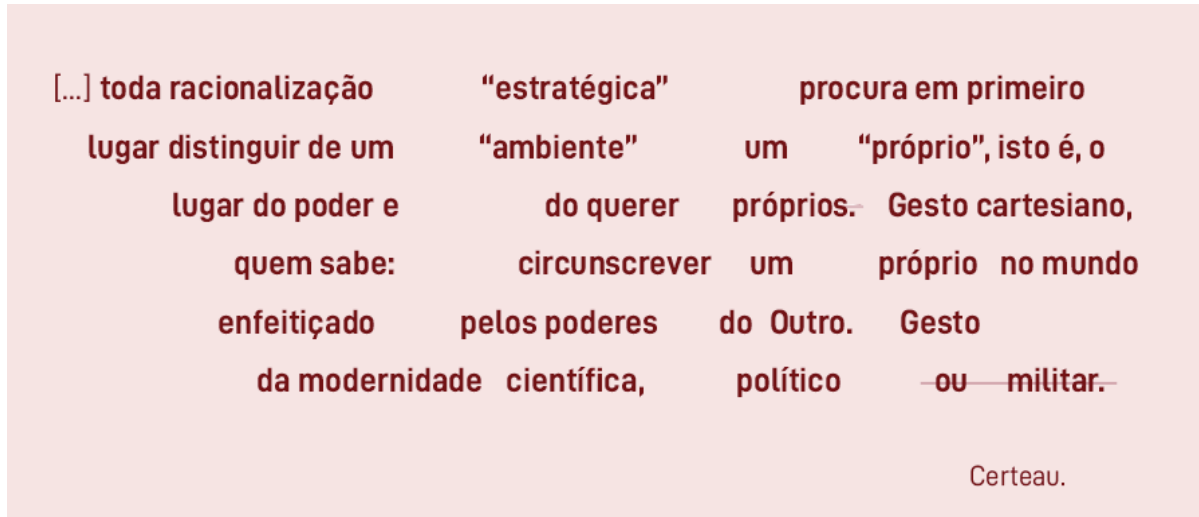 [...] toda racionalização “estratégica” procura em primeiro
lugar distinguir de um “ambiente” um “próprio”, isto é, o
lugar do poder e do querer próprios. Gesto cartesiano,
quem sabe: circunscrever um próprio no mundo
enfeitiçado pelos poderes do Outro. Gesto
da modernidade científica, político ou militar.
Certeau.